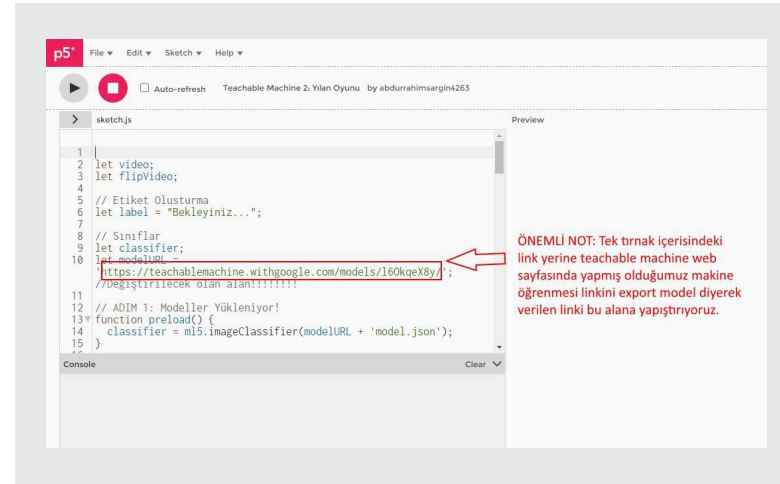 p5*
File Edit Sketch Help
Auto-refresh Teachable Machine 2: Yılan Oyunu by abdurrahimsargin4263
sketch.js
Preview
1
2 let video;
3 let flipVideo;
4
5 // Etiket Olusturma
6 let label = "Bekleyiniz...";
7
8 // Sınıflar
9 let classifier;
10 let modelURL =
'https://teachablemachine.withgoogle.com/models/l6OkqeX8y/';
//Değiştirilecek olan alan!!!!!!!!
11
12 // ADIM 1: Modeller Yükleniyor!
13 function preload() {
14 classifier = ml5.imageClassifier(modelURL + 'model.json');
15 }
ÖNEMLİ NOT: Tek tırnak içerisindeki
link yerine teachable machine web
sayfasında yapmış olduğumuz makine
öğrenmesi linkini export model diyerek
verilen linki bu alana yapıştırıyoruz.
Console
Clear